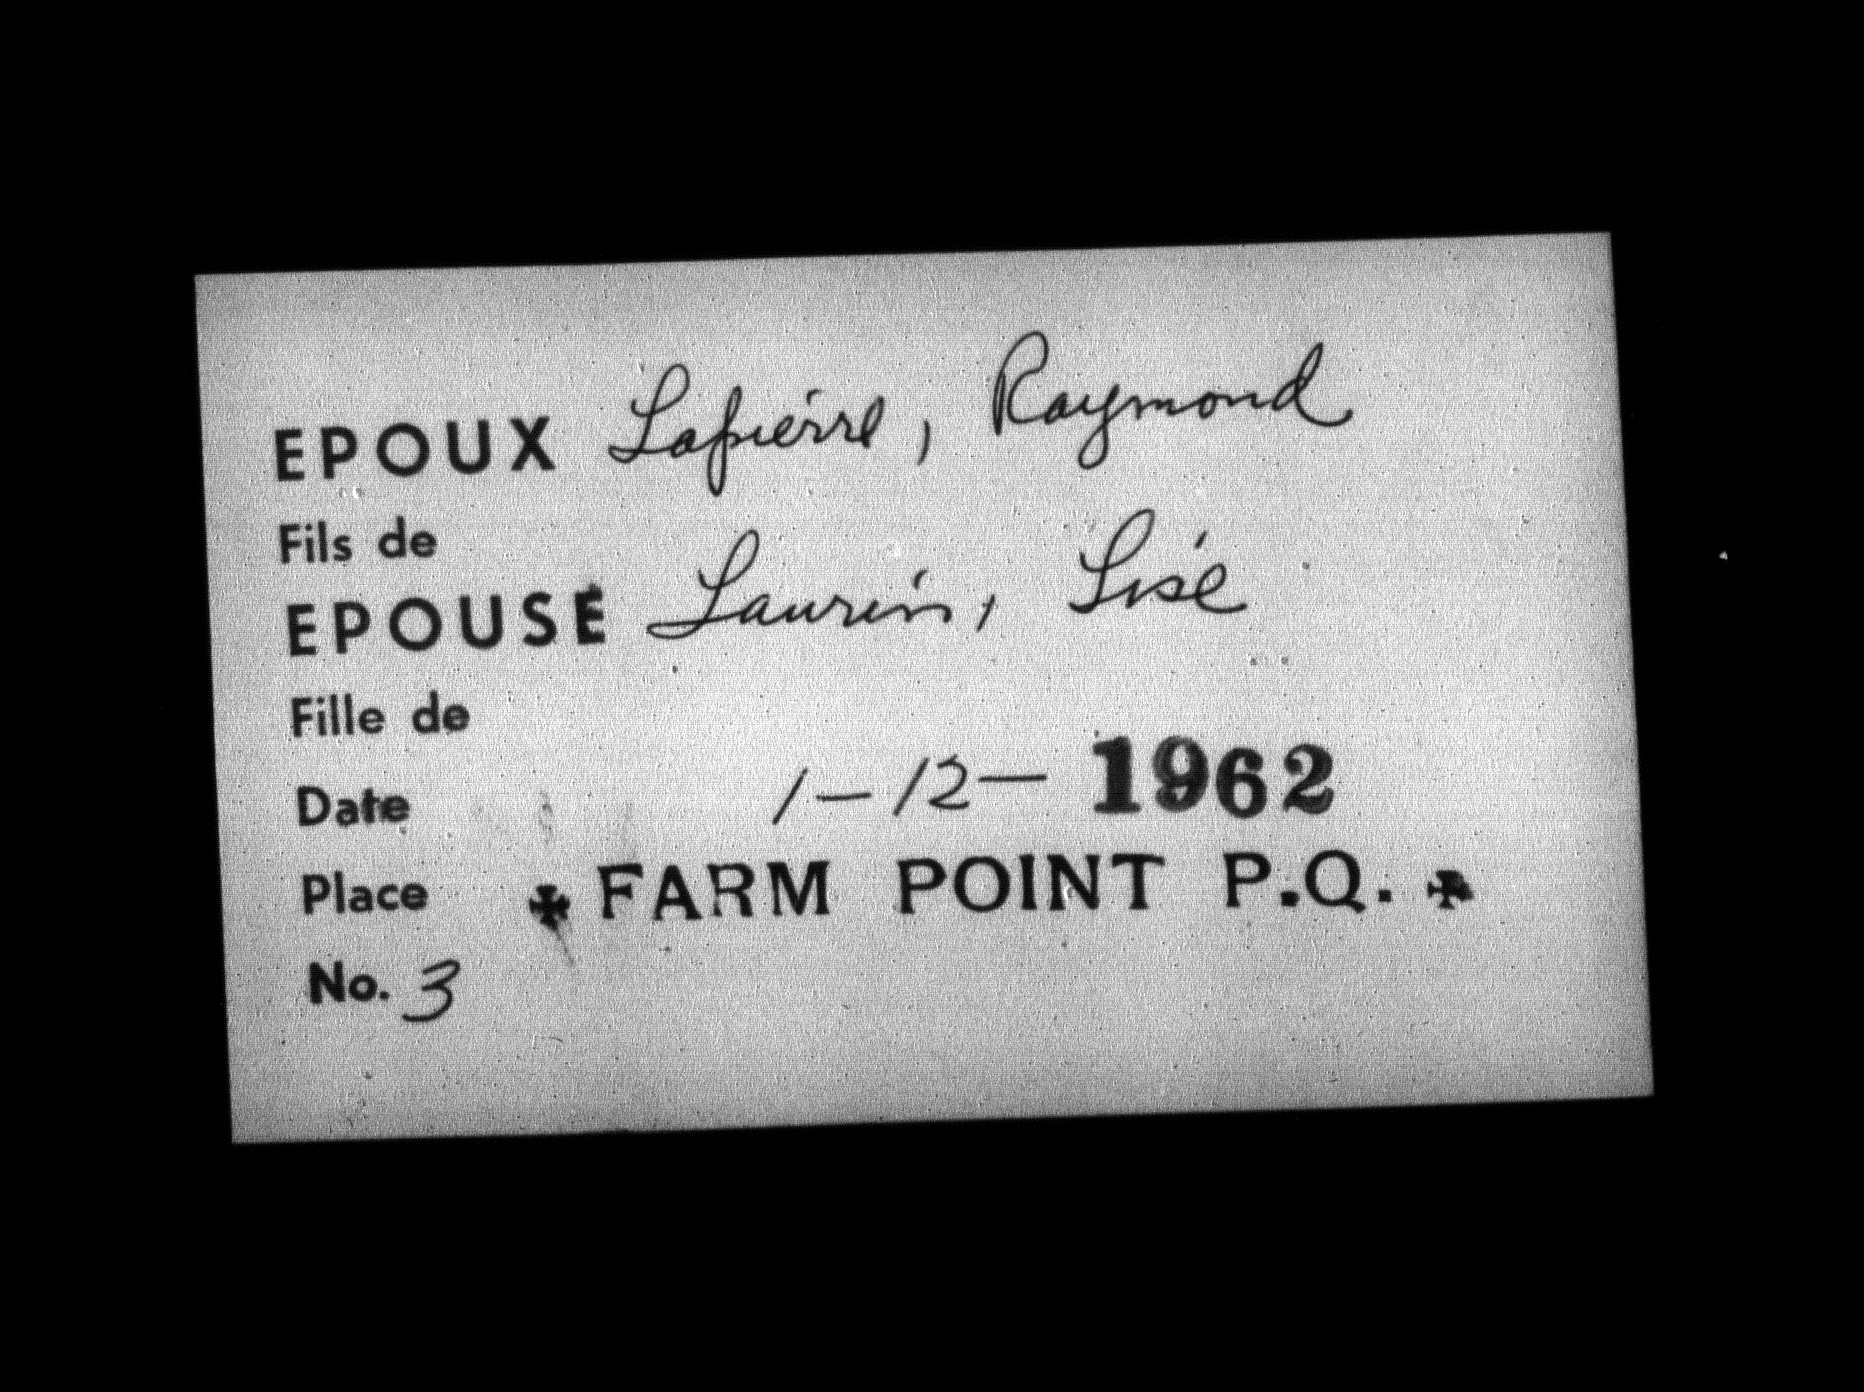 EPOUX Lapierre, Raymond
Fils de
EPOUSE Laurin, Lise
Fille de
Date 1-12- 1962
Place ✠ FARM POINT P.Q. ✠
No. 3